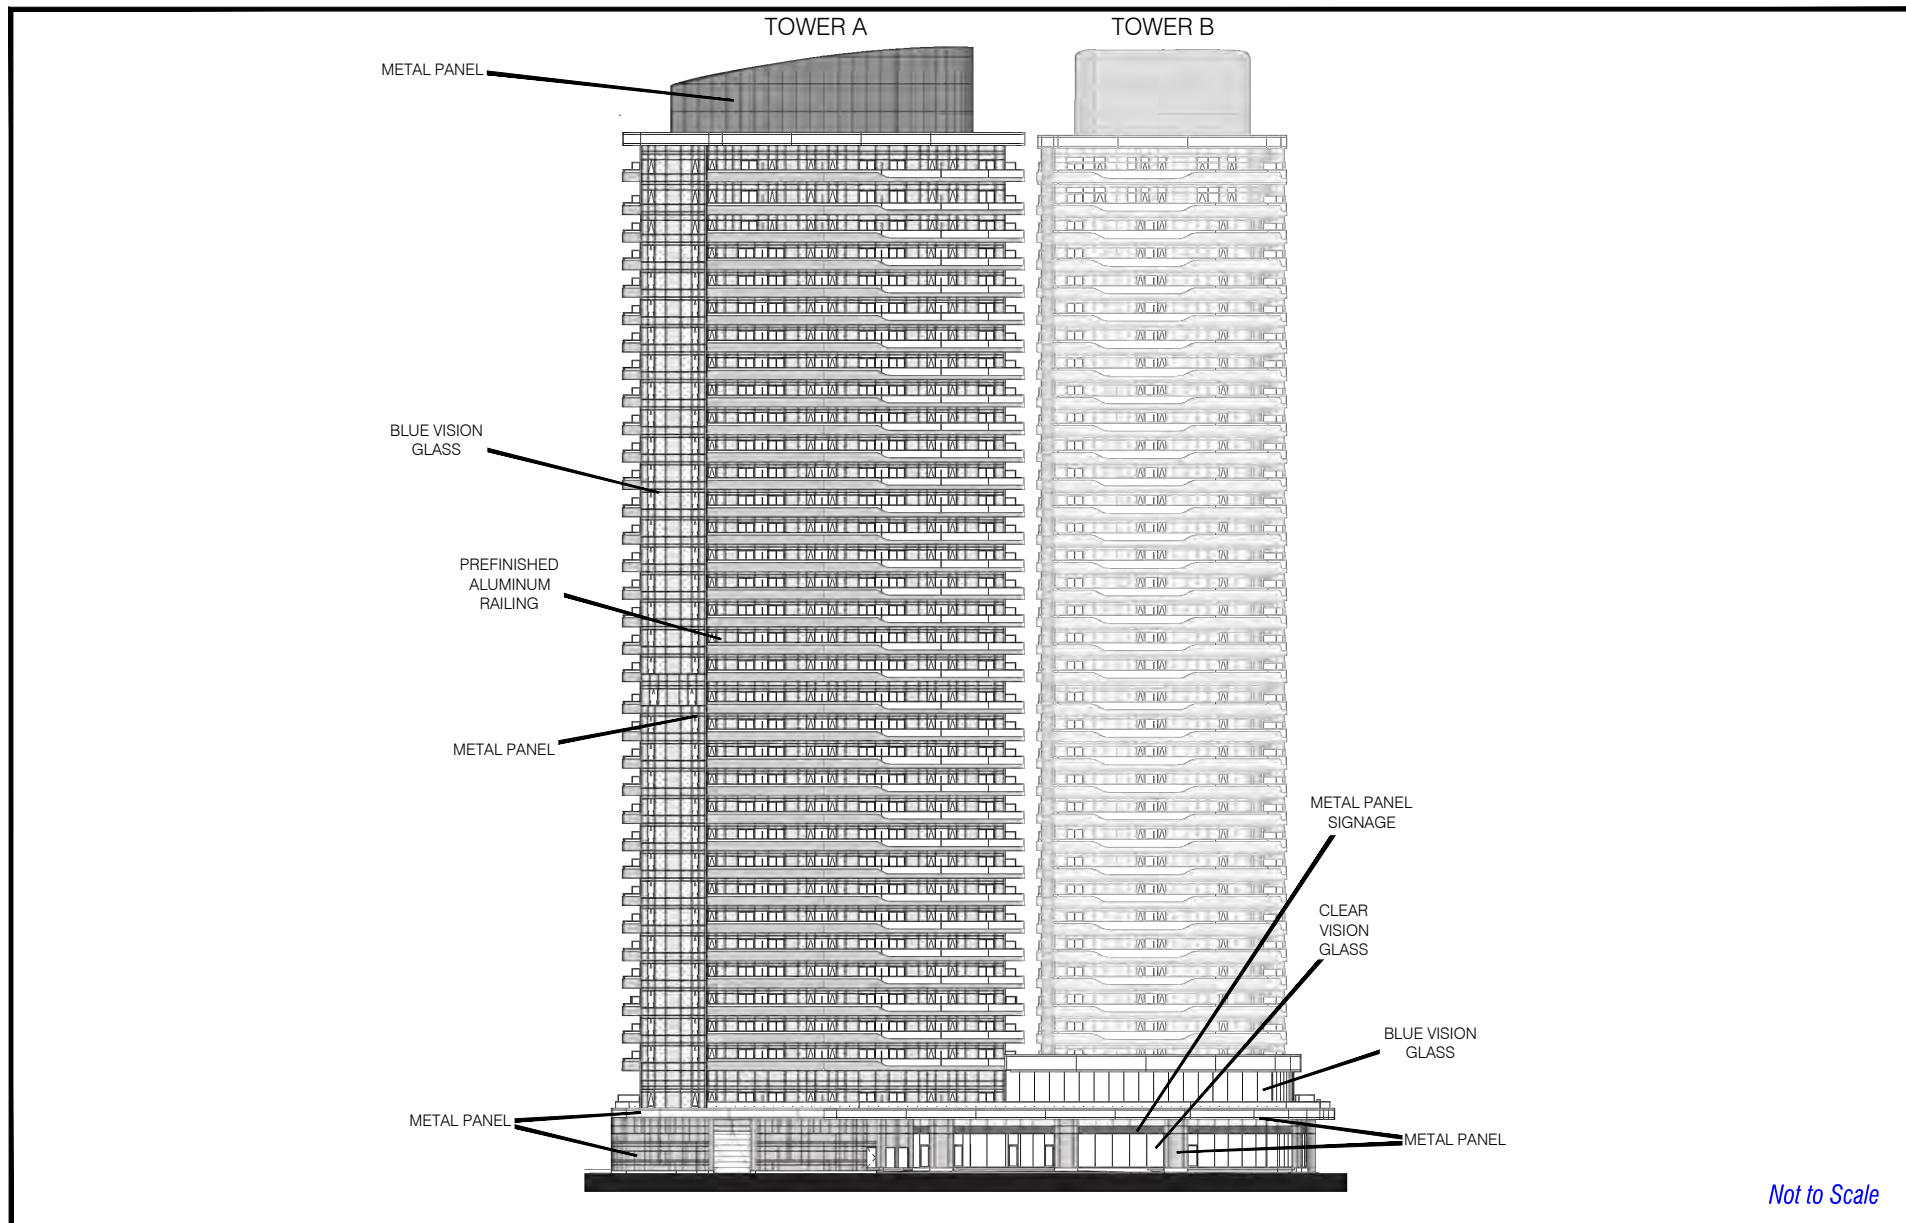 TOWER A
TOWER B
METAL PANEL
BLUE VISION
GLASS
PREFINISHED
ALUMINUM
RAILING
METAL PANEL
METAL PANEL
SIGNAGE
CLEAR
VISION
GLASS
BLUE VISION
GLASS
METAL PANEL
METAL PANEL
Not to Scale